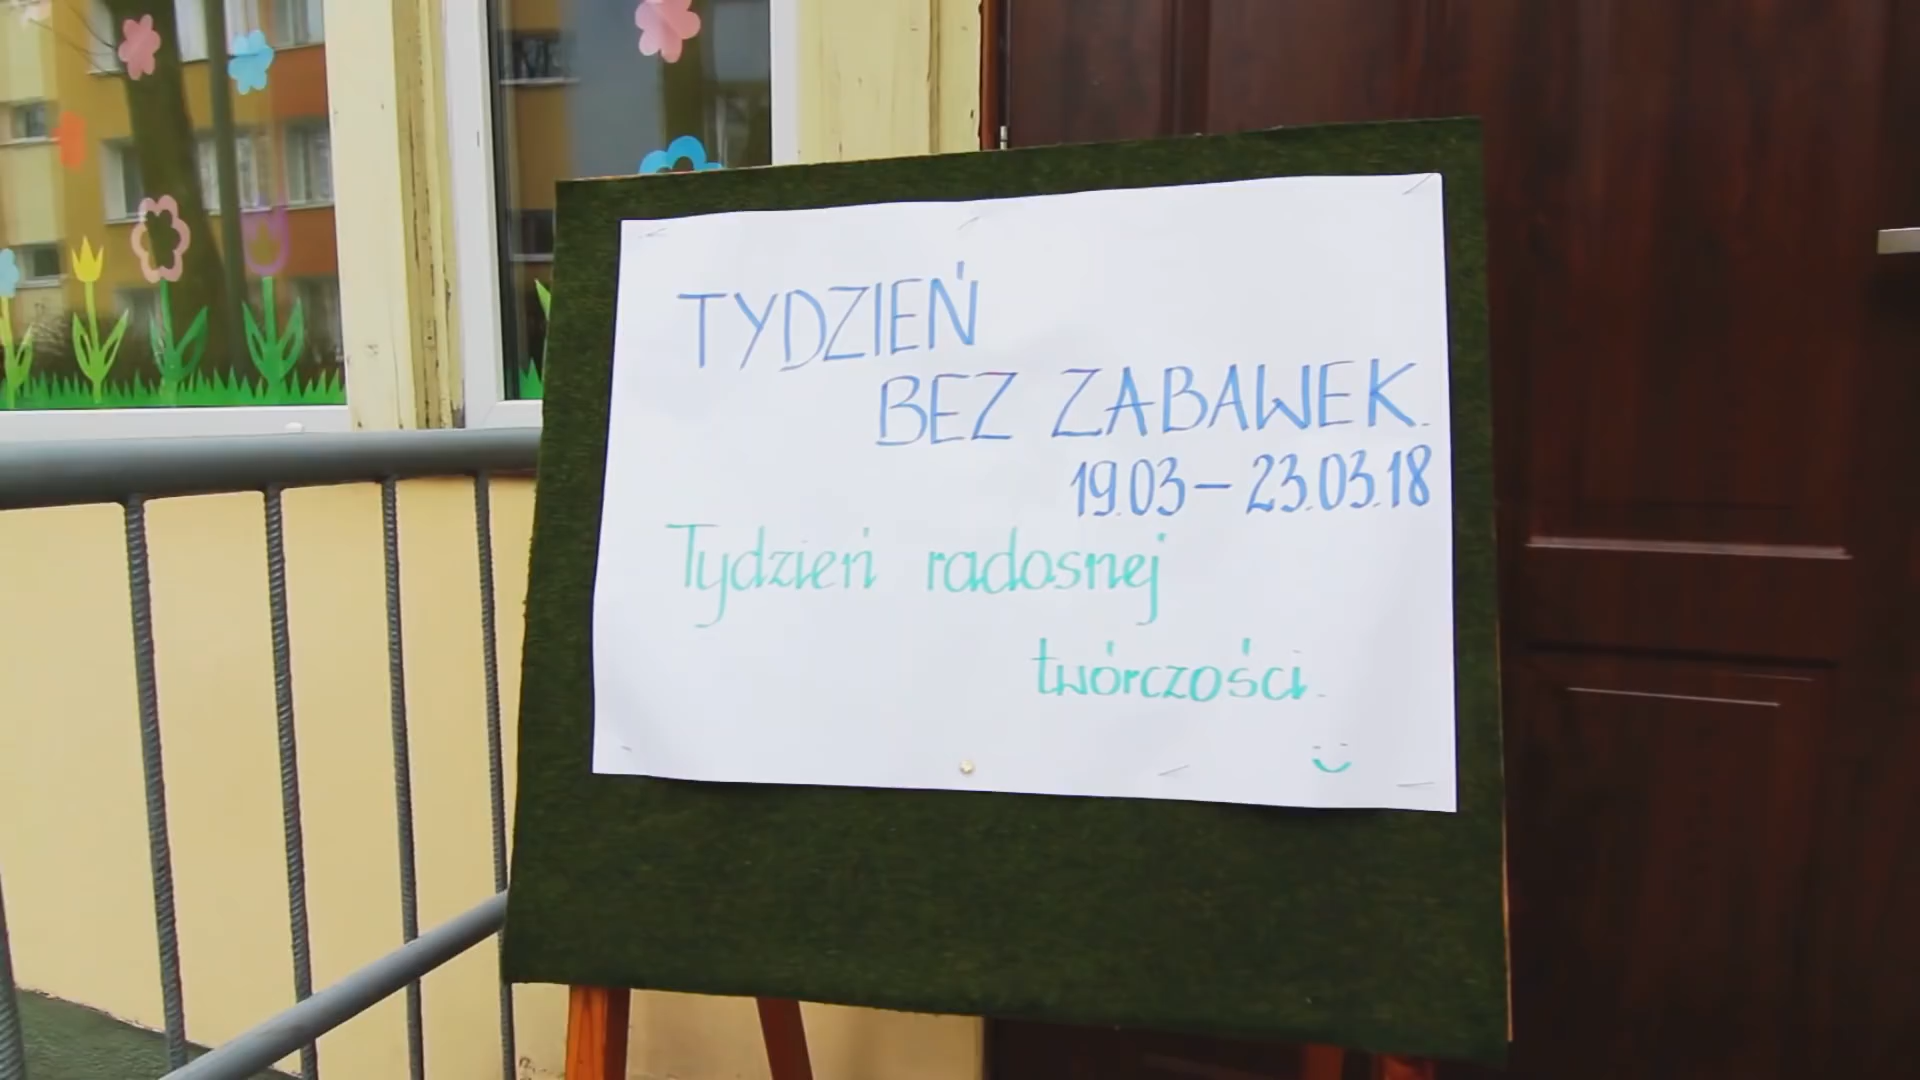 TYDZIEŃ
BEZ ZABAWEK.
19.03 – 23.03.18
Tydzień radosnej
twórczości.